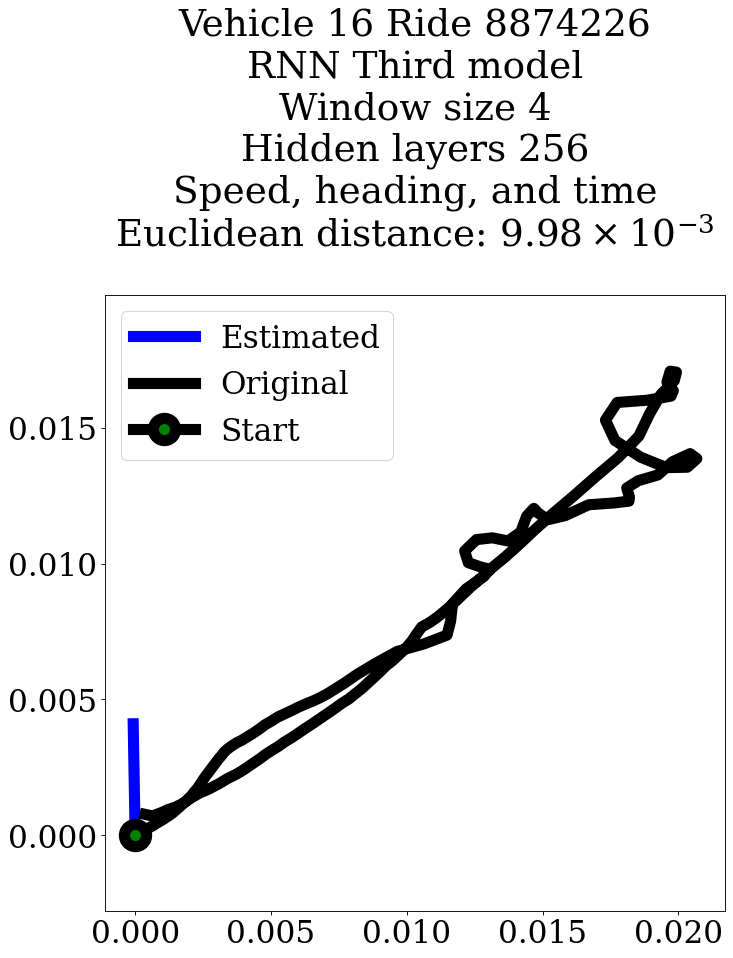 Vehicle 16 Ride 8874226
RNN Third model
Window size 4
Hidden layers 256
Speed, heading, and time
Euclidean distance: 9.98 × 10⁻³
Estimated
Original
Start
0.015
0.010
0.005
0.000
0.000 0.005 0.010 0.015 0.020